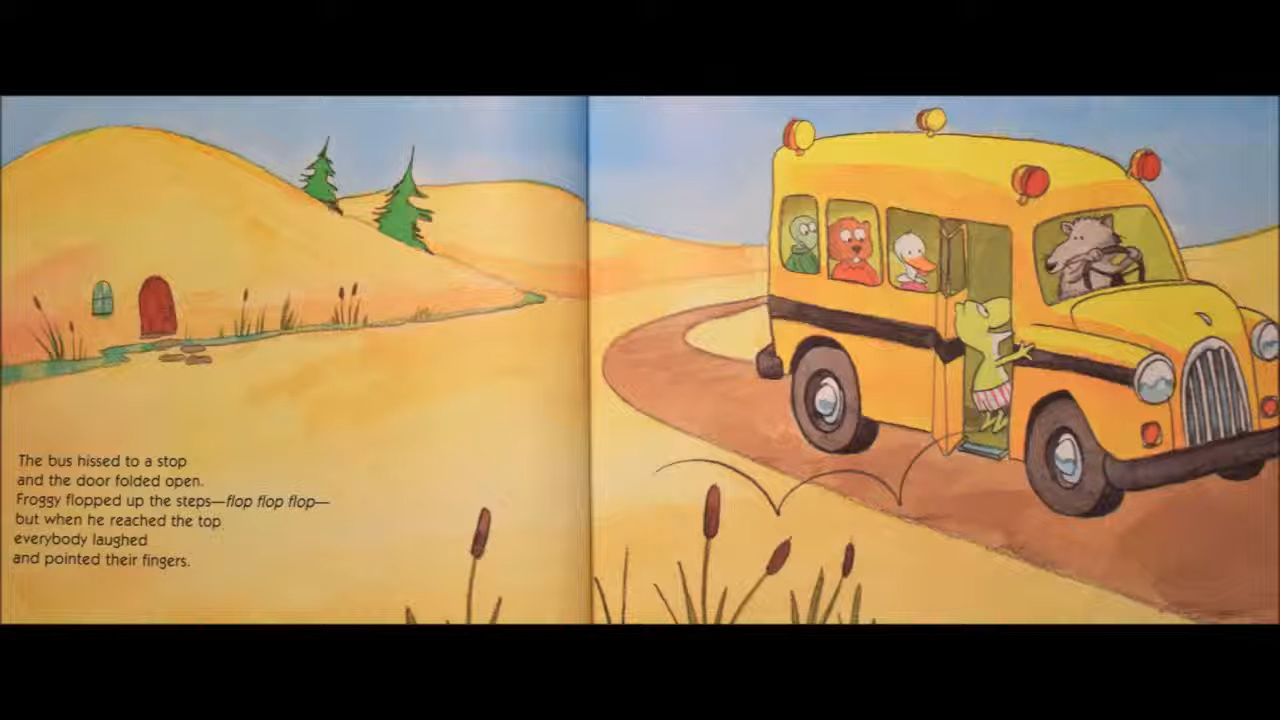 The bus hissed to a stop
and the door folded open.
Froggy flopped up the steps—flop flop flop—
but when he reached the top
everybody laughed
and pointed their fingers.